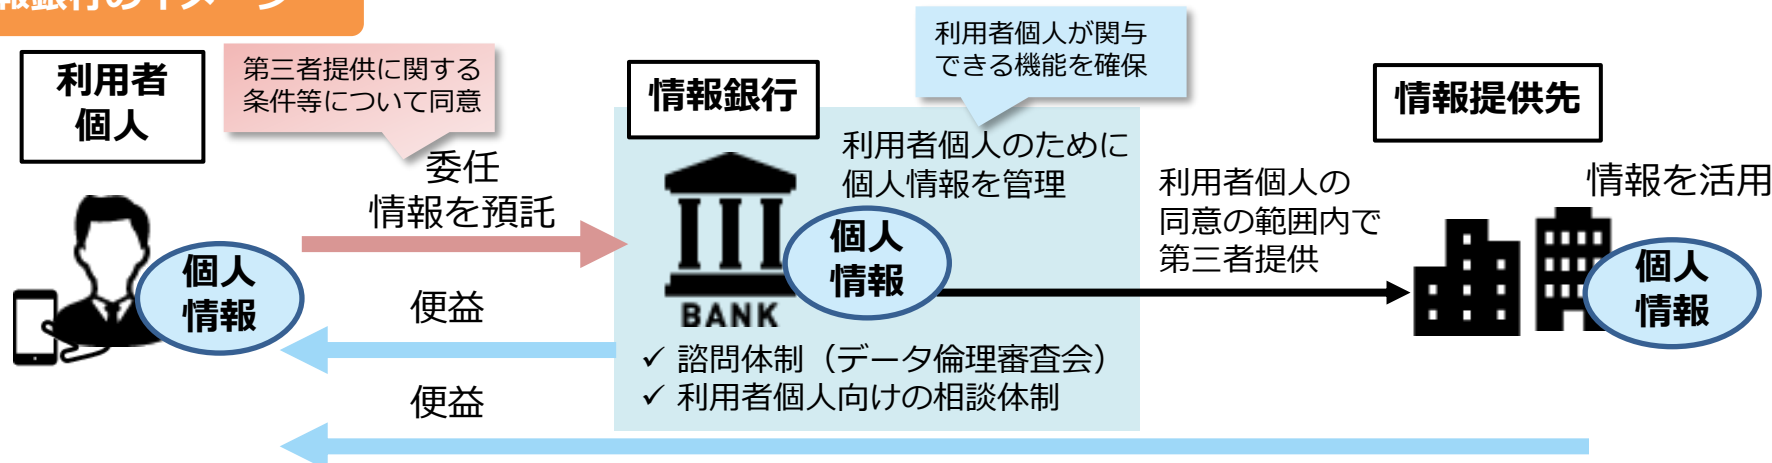 報銀行のイメージ
利用者
個人
第三者提供に関する
条件等について同意
委任
情報を預託
便益
便益
個人
情報
情報銀行
利用者個人が関与
できる機能を確保
利用者個人のために
個人情報を管理
個人
情報
BANK
✓ 諮問体制（データ倫理審査会）
✓ 利用者個人向けの相談体制
利用者個人の
同意の範囲内で
第三者提供
情報提供先
情報を活用
個人
情報